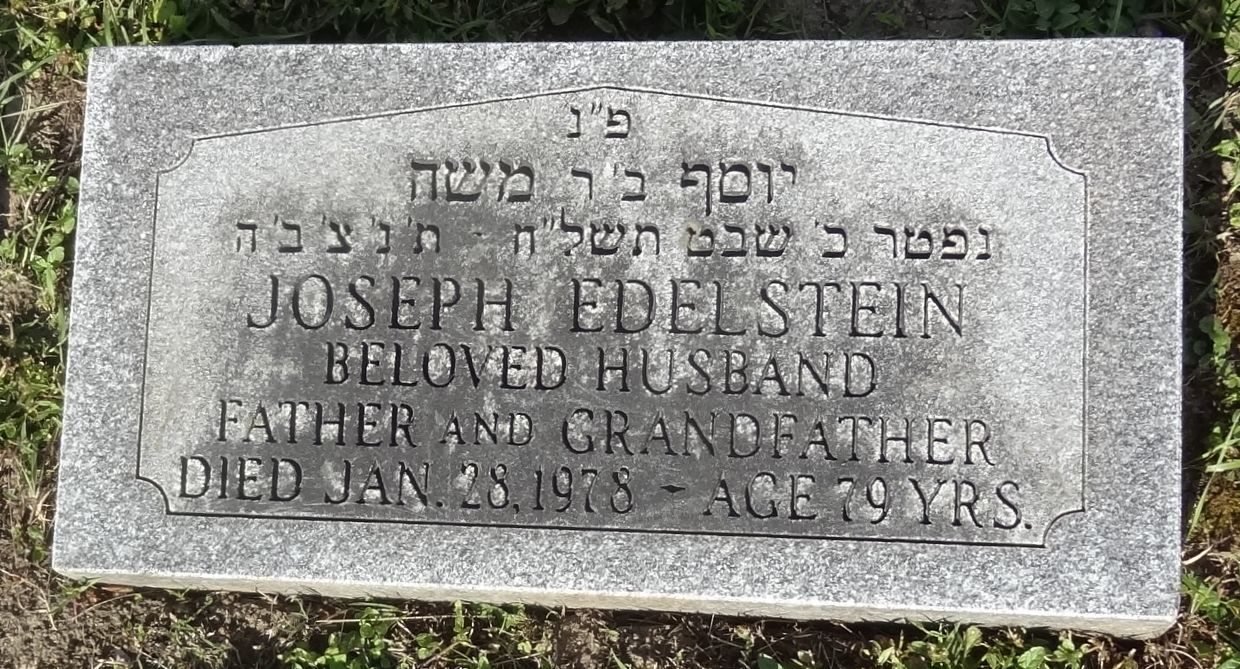 פ"נ
יוסף ב'ר משה
נפטר כ' שבט תשל"ח - ת'נ'צ'ב'ה
JOSEPH EDELSTEIN
BELOVED HUSBAND
FATHER AND GRANDFATHER
DIED JAN. 28, 1978 - AGE 79 YRS.